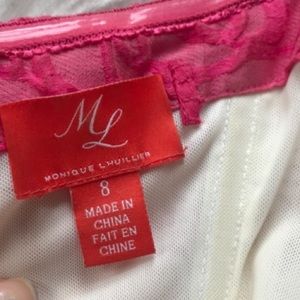 ML
MONIQUE LHUILLIER
8
MADE IN
CHINA
FAIT EN
CHINE